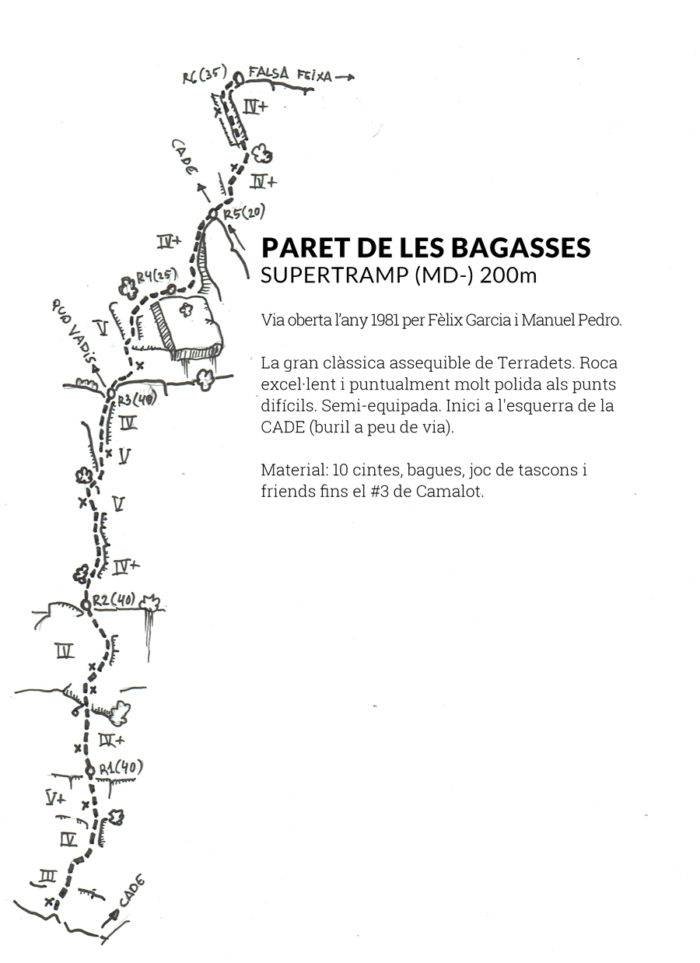 R6(35) FALSA FEIXA
IV+
CADE
IV+
R5(20)
IV+
PARET DE LES BAGASSES
SUPERTRAMP (MD-) 200m
R4(25)
Via oberta l'any 1981 per Fèlix Garcia i Manuel Pedro.
QUO VADIS
V
La gran clàssica assequible de Terradets. Roca
excel·lent i puntualment molt polida als punts
difícils. Semi-equipada. Inici a l'esquerra de la
CADE (buril a peu de via).
R3(40)
IV
V
Material: 10 cintes, bagues, joc de tascons i
friends fins el #3 de Camalot.
V
IV+
R2(40)
IV
IV+
R1(40)
V+
IV
III
CADE